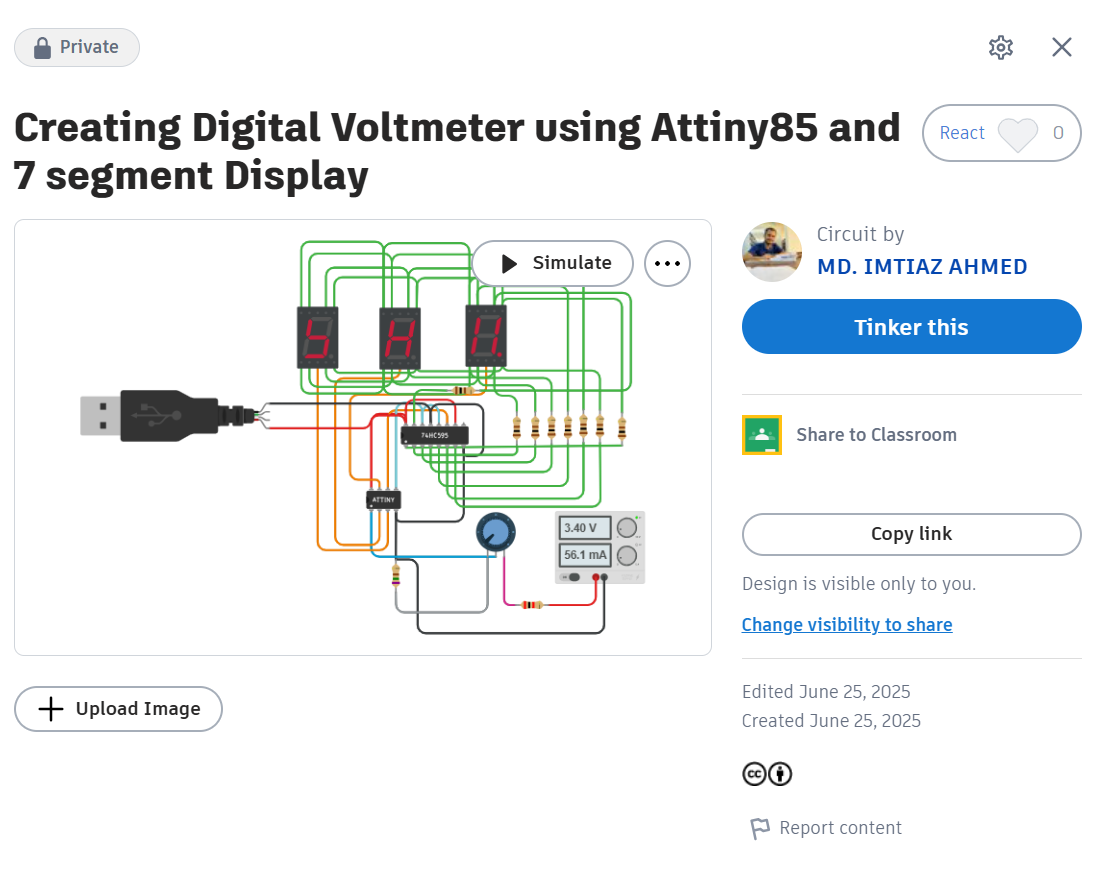 Private
Creating Digital Voltmeter using Attiny85 and
7 segment Display
React 0
Simulate
74HC595
ATTINY
3.40 V
56.1 mA
Upload Image
Circuit by
MD. IMTIAZ AHMED
Tinker this
Share to Classroom
Copy link
Design is visible only to you.
Change visibility to share
Edited June 25, 2025
Created June 25, 2025
cc
Report content